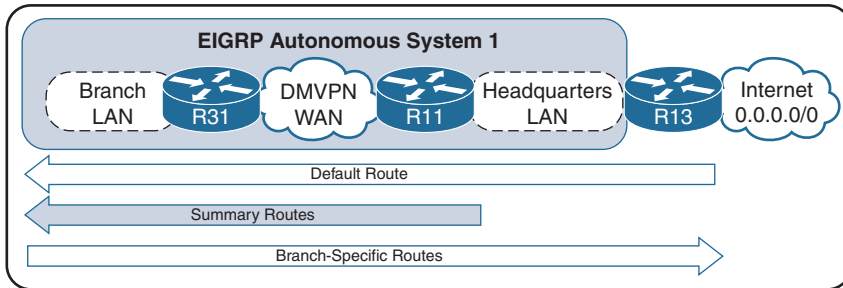 EIGRP Autonomous System 1
Branch
LAN
R31
DMVPN
WAN
R11
Headquarters
LAN
R13
Internet
0.0.0.0/0
Default Route
Summary Routes
Branch-Specific Routes